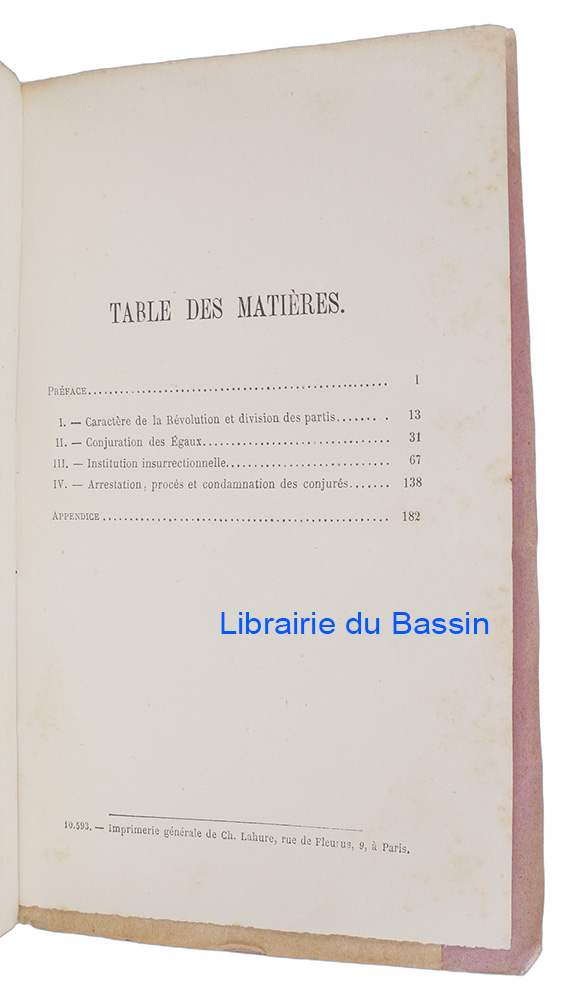 TABLE DES MATIÈRES.
PRÉFACE........ 1
I. — Caractère de la Révolution et division des partis........ 13
II. — Conjuration des Égaux........ 31
III. — Institution insurrectionnelle........ 67
IV. — Arrestation, procès et condamnation des conjurés....... 138
APPENDICE........ 182
Librairie du Bassin
10.593. — Imprimerie générale de Ch. Lahure, rue de Fleurus, 9, à Paris.